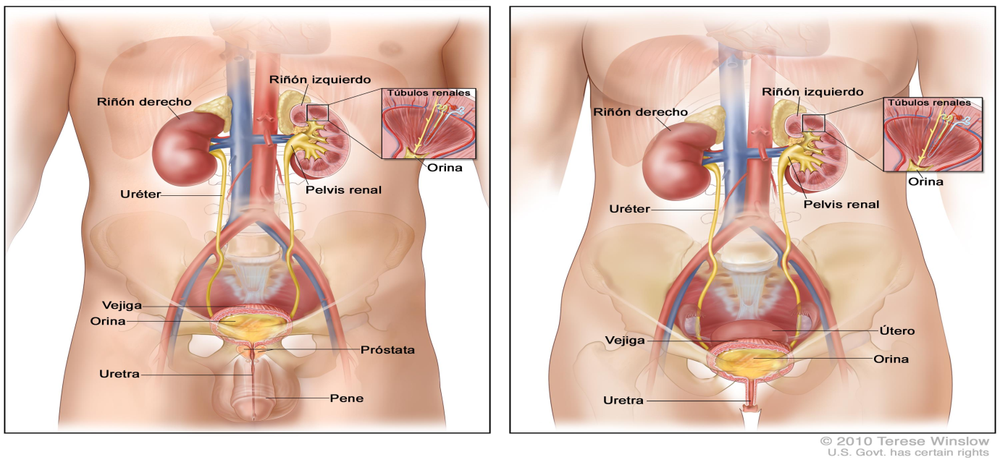 Riñón izquierdo
Riñón derecho
Túbulos renales
Orina
Pelvis renal
Uréter
Vejiga
Orina
Próstata
Uretra
Pene
Riñón izquierdo
Riñón derecho
Túbulos renales
Orina
Pelvis renal
Uréter
Útero
Vejiga
Orina
Uretra
© 2010 Terese Winslow
U.S. Govt. has certain rights